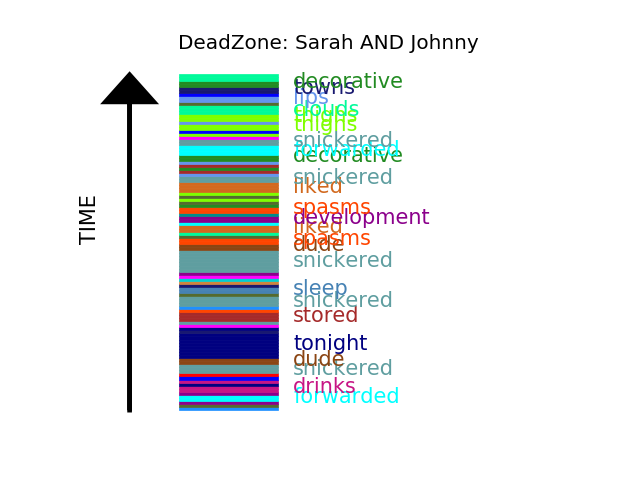 DeadZone: Sarah AND Johnny
decorative
towns
lips
clouds
thighs
thighs
snickered
forwarded
decorative
snickered
liked
spasms
development
liked
spasms
dude
snickered
sleep
snickered
stored
tonight
dude
snickered
drinks
forwarded
TIME